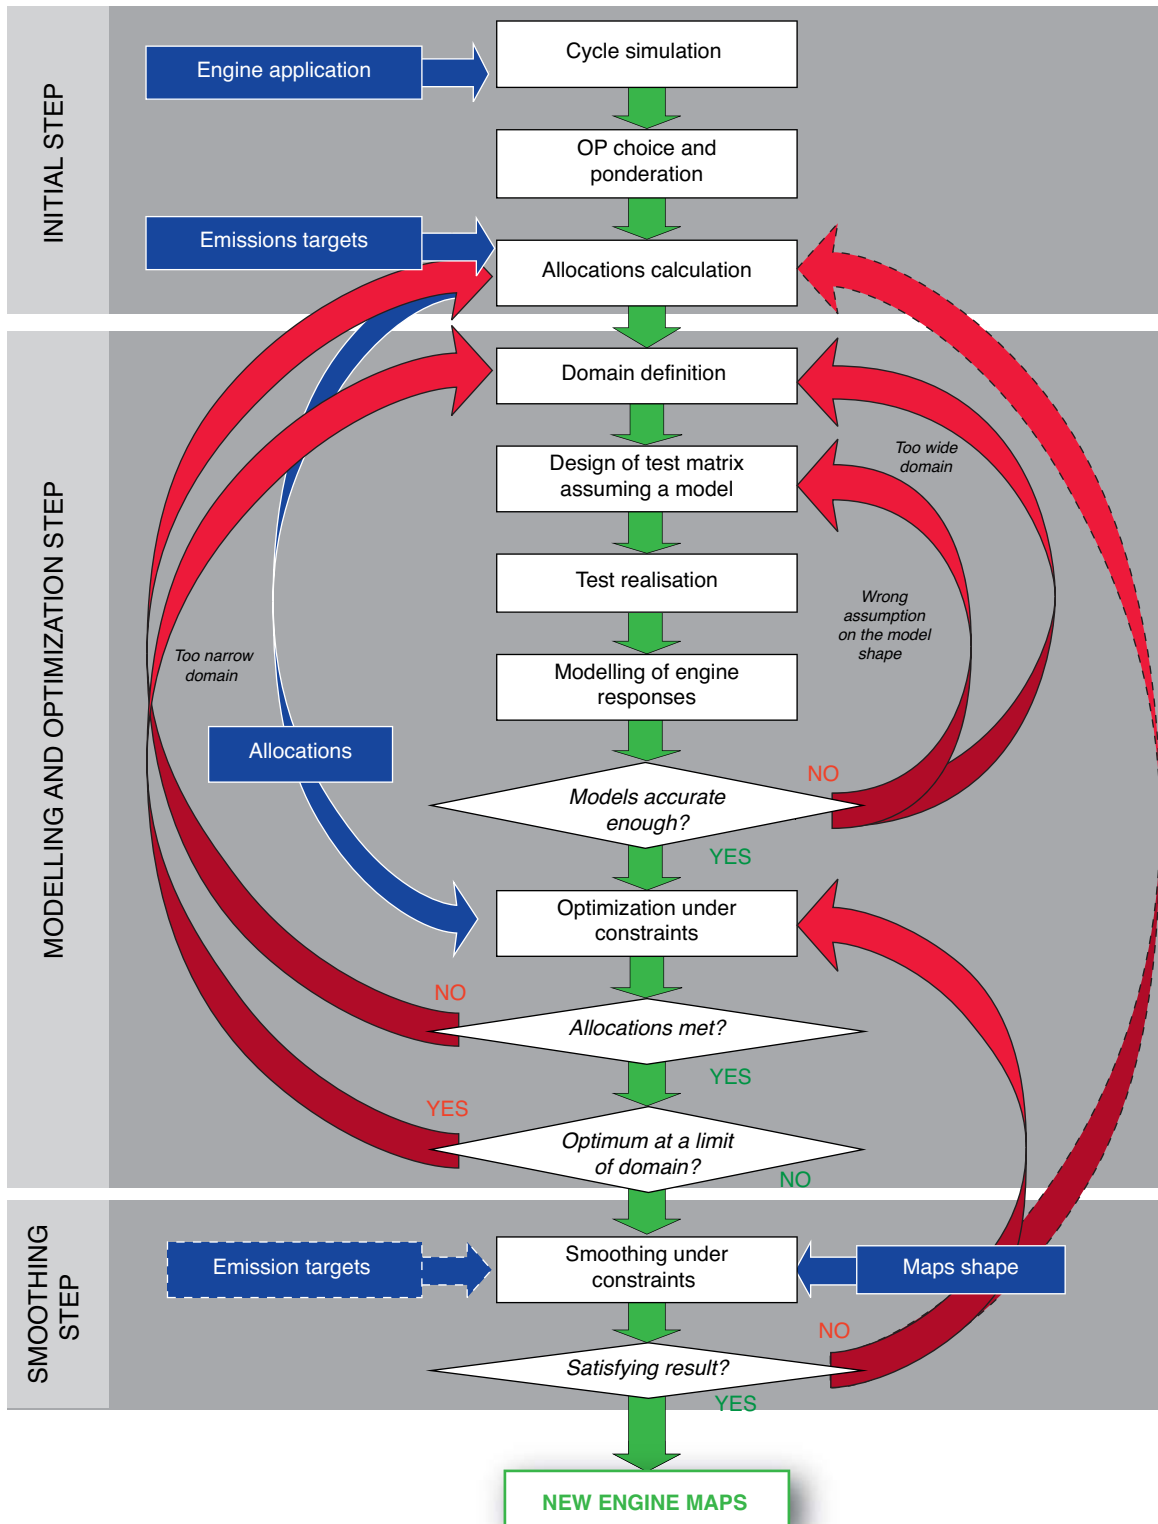 INITIAL STEP
Engine application
Cycle simulation
OP choice and
ponderation
Emissions targets
Allocations calculation
MODELLING AND OPTIMIZATION STEP
Domain definition
Too wide
domain
Design of test matrix
assuming a model
Test realisation
Wrong
assumption
on the model
shape
Too narrow
domain
Modelling of engine
responses
Allocations
NO
Models accurate
enough?
YES
Optimization under
constraints
NO
Allocations met?
YES
YES
Optimum at a limit
of domain?
NO
SMOOTHING
STEP
Emission targets
Smoothing under
constraints
Maps shape
NO
Satisfying result?
YES
NEW ENGINE MAPS